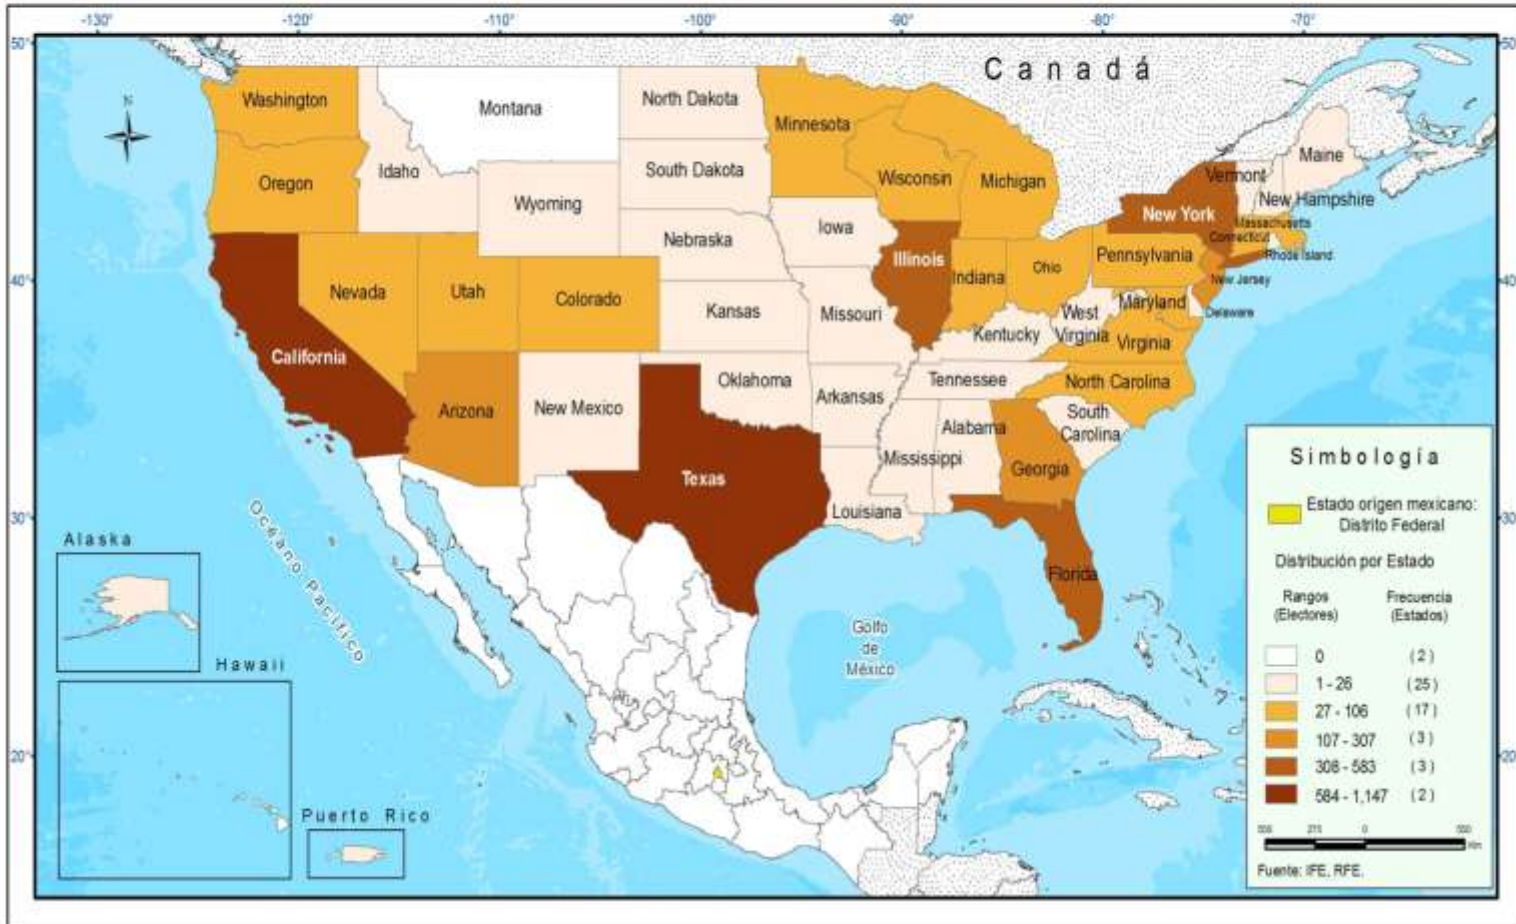 -130°
-120°
-110°
-100°
-90°
-80°
-70°
50°
50
40°
40
30°
30
20°
20
N
Canadá
Washington
Montana
North Dakota
Minnesota
Oregon
Idaho
Wyoming
South Dakota
Wisconsin
Michigan
Vermont
Maine
New Hampshire
New York
Massachusetts
Connecticut
Rhode Island
Nebraska
Iowa
Illinois
Indiana
Ohio
Pennsylvania
New Jersey
Nevada
Utah
Colorado
Kansas
Missouri
Kentucky
West
Virginia
Maryland
Delaware
Virginia
California
Arizona
New Mexico
Oklahoma
Arkansas
Tennessee
North Carolina
South
Carolina
Texas
Louisiana
Mississippi
Alabama
Georgia
Florida
Océano Pacífico
Golfo
de
México
Alaska
Hawaii
Puerto Rico
Simbología
Estado origen mexicano:
Distrito Federal
Distribución por Estado
Rangos
(Electores)
Frecuencia
(Estados)
0 (2)
1 - 26 (25)
27 - 106 (17)
107 - 307 (3)
308 - 583 (3)
584 - 1,147 (2)
0
Fuente: IFE, RFE.